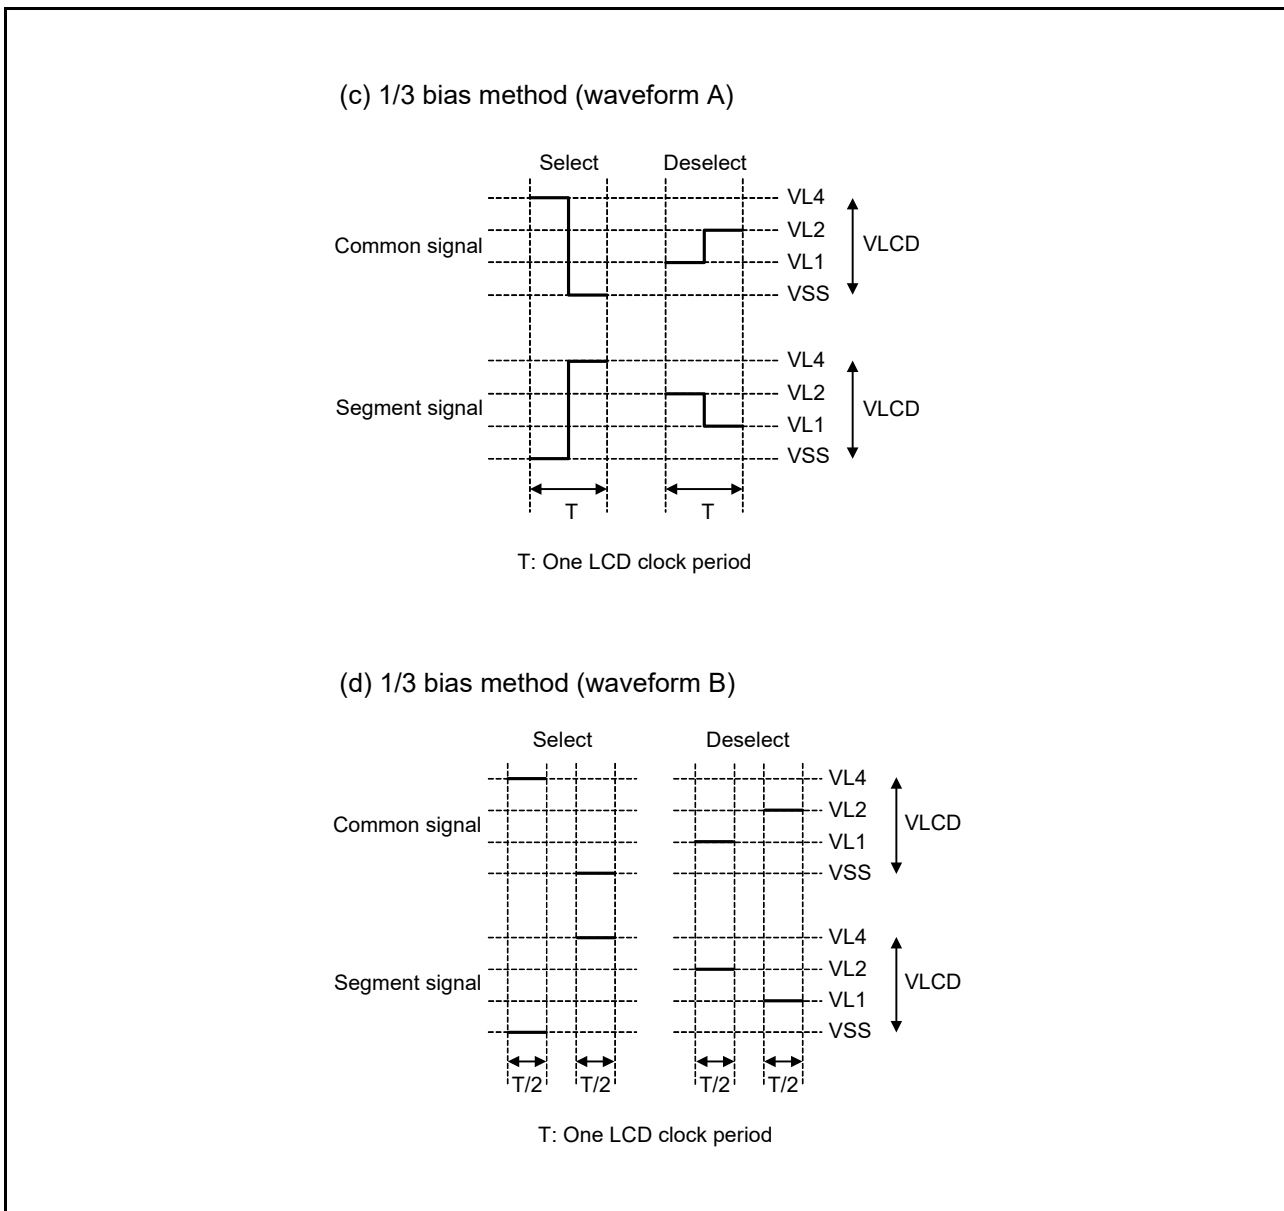 (c) 1/3 bias method (waveform A)
Select Deselect
VL4
VL2
Common signal VLCD
VL1
VSS
VL4
VL2
Segment signal VLCD
VL1
VSS
T T
T: One LCD clock period
(d) 1/3 bias method (waveform B)
Select Deselect
VL4
VL2
Common signal VLCD
VL1
VSS
VL4
VL2
Segment signal VLCD
VL1
VSS
T/2 T/2 T/2 T/2
T: One LCD clock period